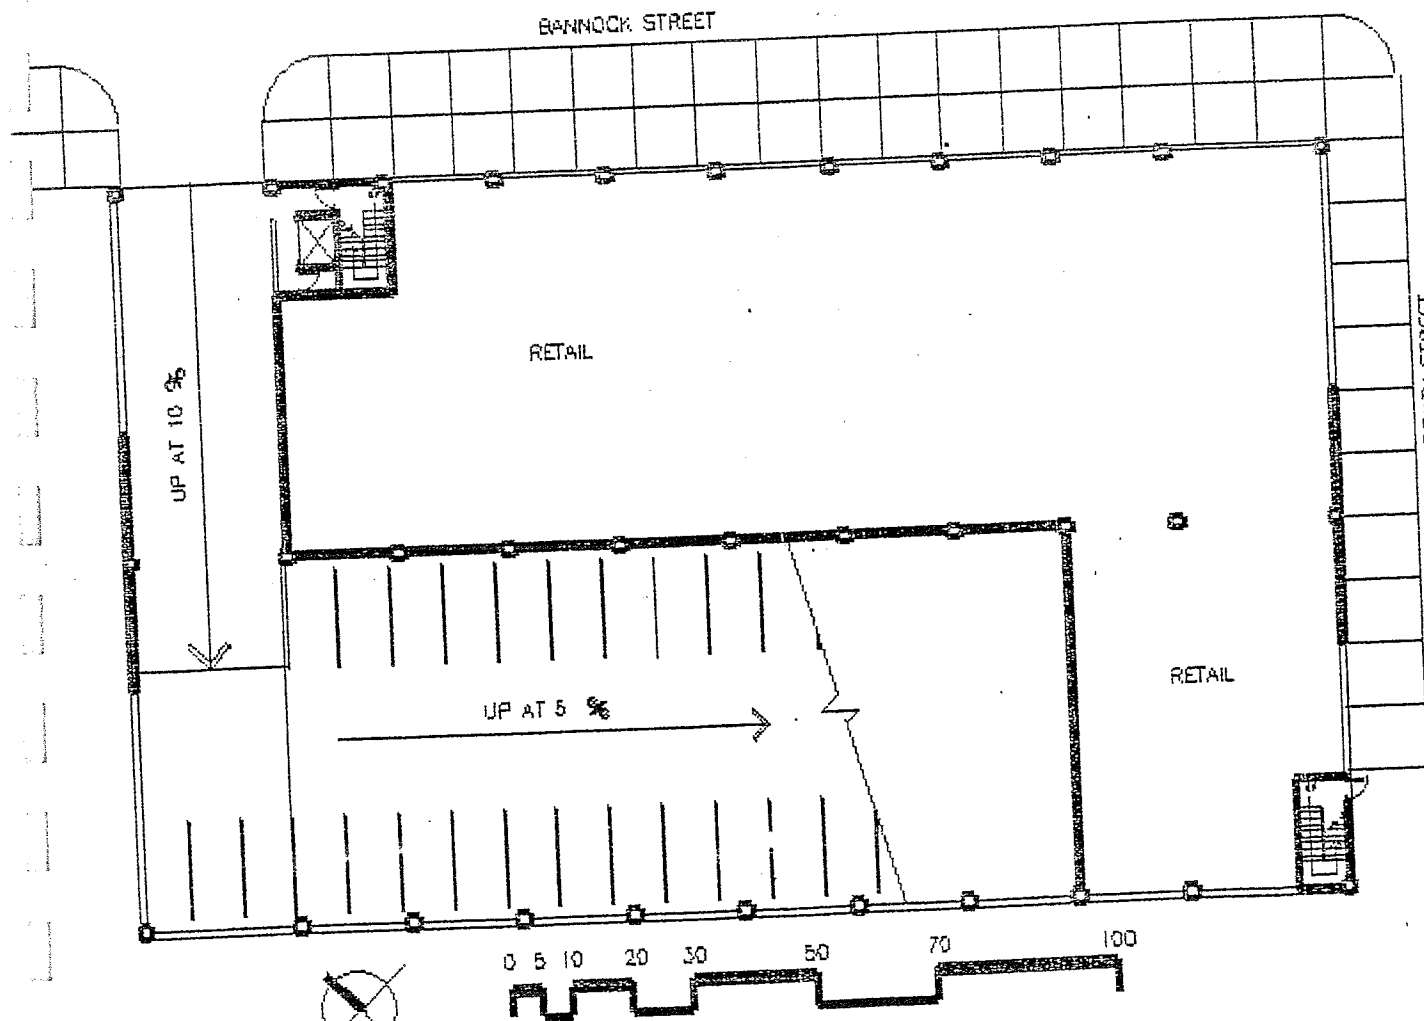 BANNOCK STREET
RETAIL
UP AT 10 %
RETAIL
UP AT 5 %
0 5 10 20 30 50 70 100